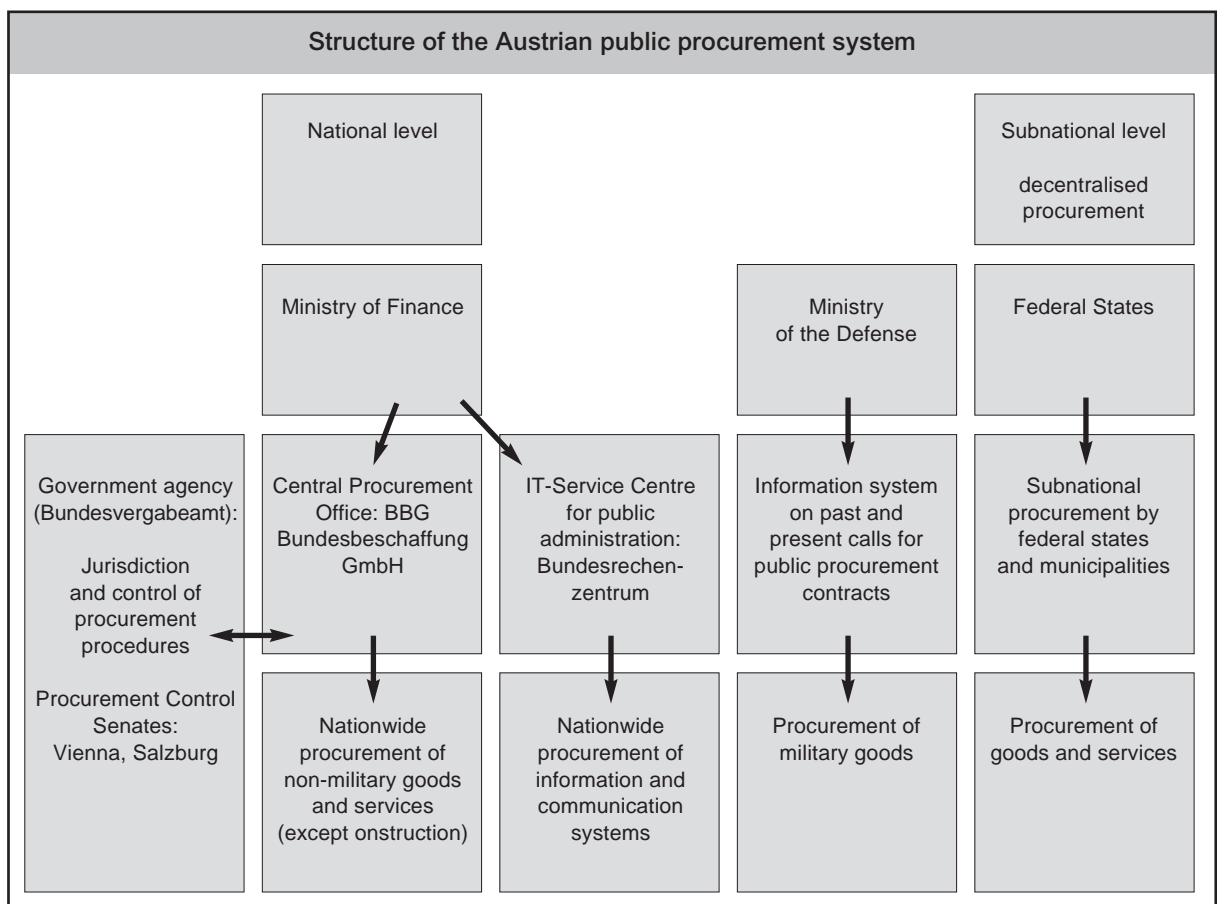 Structure of the Austrian public procurement system
National level
Subnational level
decentralised
procurement
Ministry of Finance
Ministry
of the Defense
Federal States
Government agency
(Bundesvergabeamt):
Jurisdiction
and control of
procurement
procedures
Procurement Control
Senates:
Vienna, Salzburg
Central Procurement
Office: BBG
Bundesbeschaffung
GmbH
IT-Service Centre
for public
administration:
Bundesrechen-
zentrum
Information system
on past and
present calls for
public procurement
contracts
Subnational
procurement by
federal states
and municipalities
Nationwide
procurement of
non-military goods
and services
(except onstruction)
Nationwide
procurement of
information and
communication
systems
Procurement of
military goods
Procurement of
goods and services